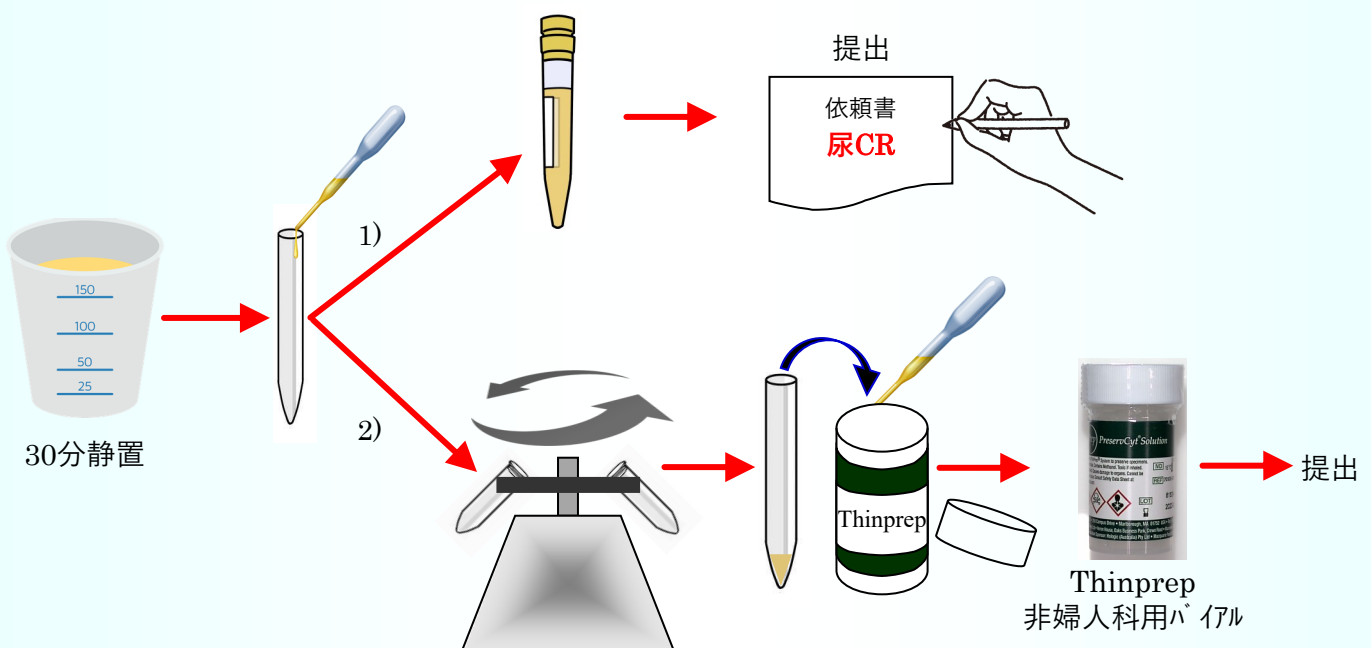 提出
依頼書
尿CR
1)
150
100
50
25
30分静置
2)
Thinprep
PreservCyt Solution
提出
Thinprep
非婦人科用ﾊﾞｲｱﾙ